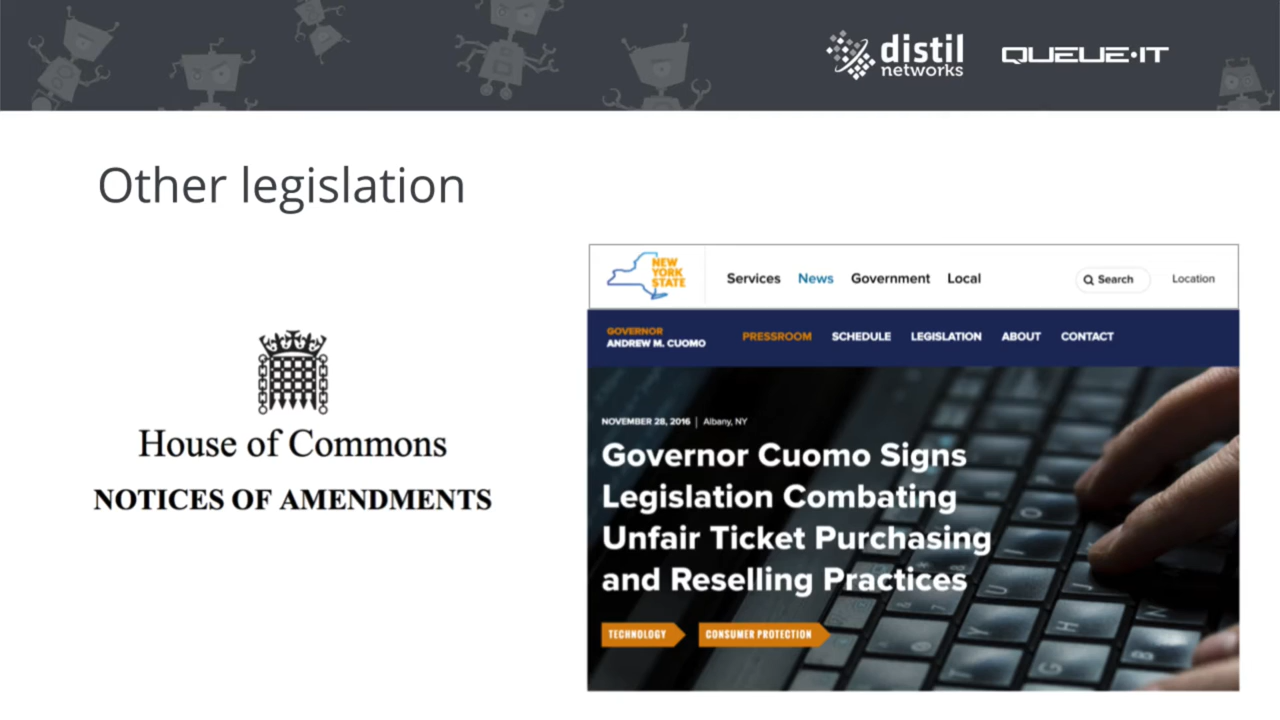 distil
networks
QUEUE·IT
Other legislation
House of Commons
NOTICES OF AMENDMENTS
NEW
YORK
STATE
Services News Government Local Search Location
GOVERNOR
ANDREW M. CUOMO
PRESSROOM SCHEDULE LEGISLATION ABOUT CONTACT
NOVEMBER 28, 2016 | Albany, NY
Governor Cuomo Signs
Legislation Combating
Unfair Ticket Purchasing
and Reselling Practices
TECHNOLOGY CONSUMER PROTECTION